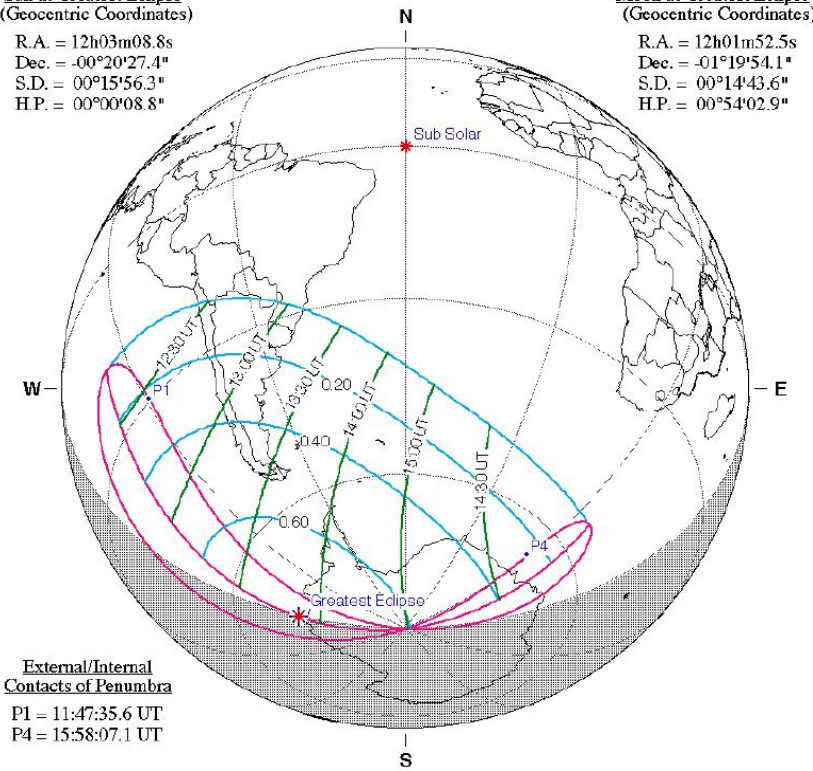 (Geocentric Coordinates)
R.A. = 12h03m08.8s
Dec. = -00°20'27.4"
S.D. = 00°15'56.3"
H.P. = 00°00'08.8"
N
(Geocentric Coordinates)
R.A. = 12h01m52.5s
Dec. = -01°19'54.1"
S.D. = 00°14'43.6"
H.P. = 00°54'02.9"
Sub Solar
12:30 UT
13:00 UT
13:30 UT
14:00 UT
15:00 UT
14:30 UT
0.20
0.40
0.60
W
P1
E
P4
Greatest Eclipse
External/Internal
Contacts of Penumbra
P1 = 11:47:35.6 UT
P4 = 15:58:07.1 UT
S